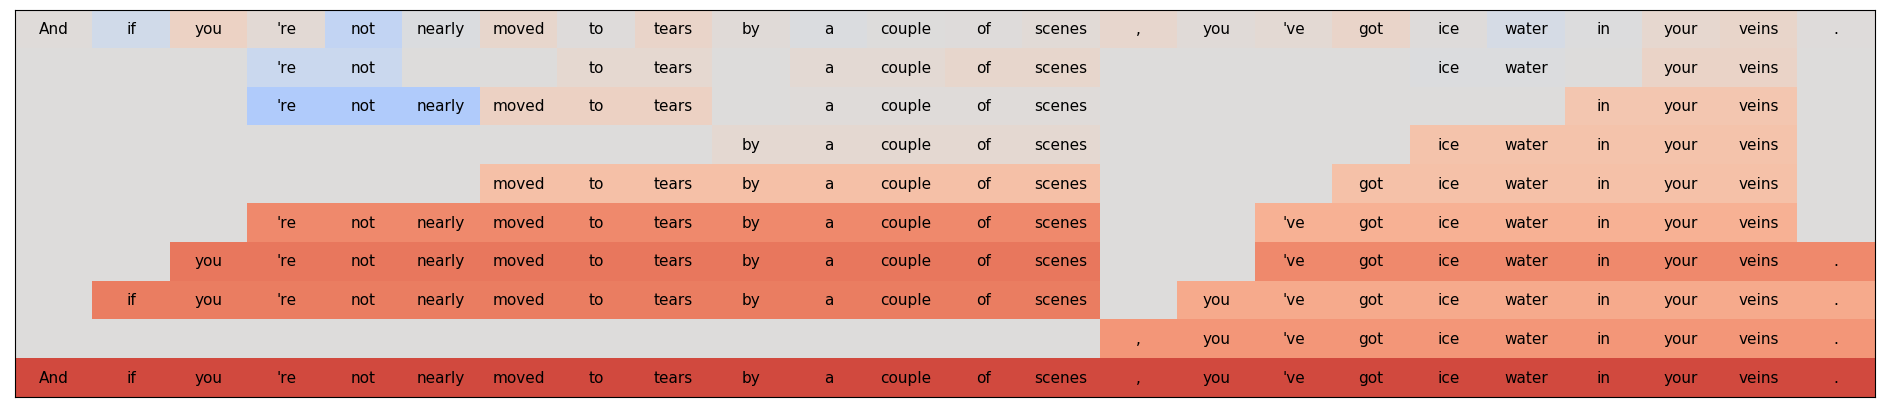 And if you 're not nearly moved to tears by a couple of scenes , you 've got ice water in your veins .
're not to tears a couple of scenes ice water your veins
're not nearly moved to tears a couple of scenes in your veins
by a couple of scenes ice water in your veins
moved to tears by a couple of scenes got ice water in your veins
're not nearly moved to tears by a couple of scenes 've got ice water in your veins
you 're not nearly moved to tears by a couple of scenes 've got ice water in your veins .
if you 're not nearly moved to tears by a couple of scenes you 've got ice water in your veins .
, you 've got ice water in your veins .
And if you 're not nearly moved to tears by a couple of scenes , you 've got ice water in your veins .